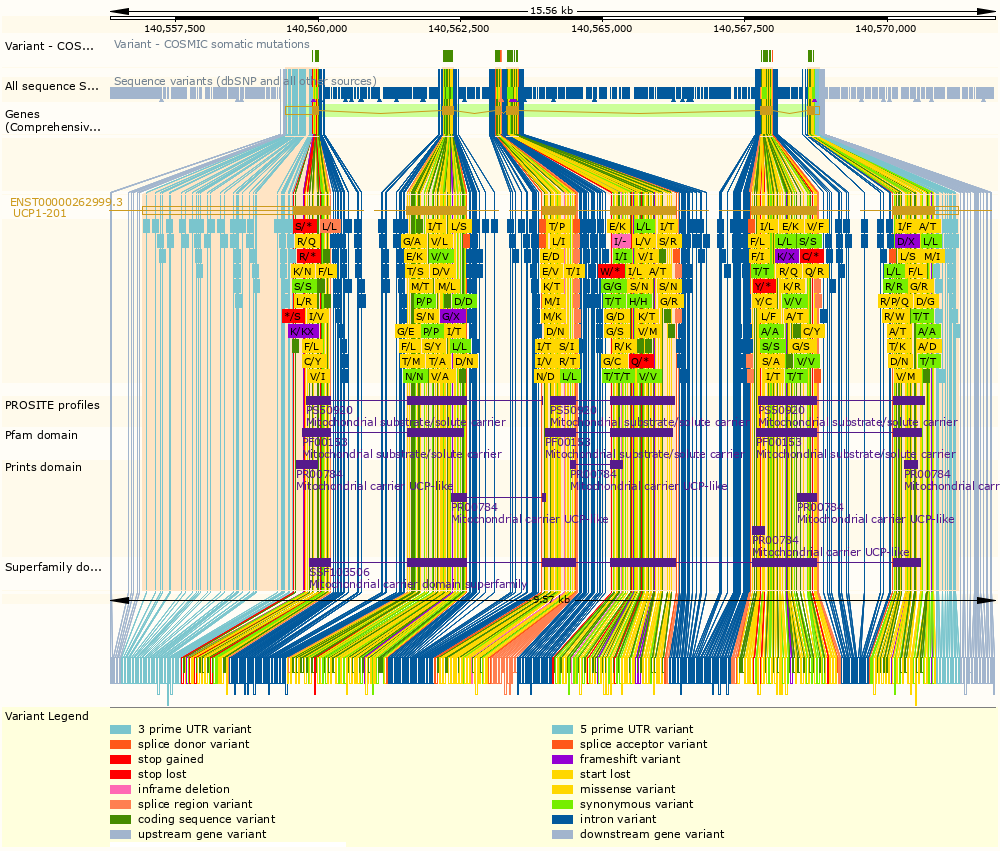 15.56 kb
140,557,500 140,560,000 140,562,500 140,565,000 140,567,500 140,570,000
Variant - COS... Variant - COSMIC somatic mutations
All sequence S... Sequence variants (dbSNP and all other sources)
Genes
(Comprehensiv...
ENST00000262999.3
UCP1-201
S/* L/L I/T L/S T/P E/K L/L I/T I/L E/K V/F I/F A/T
R/Q G/A V/L L/I I/- L/V S/R F/L L/L S/S D/X L/L
R/* E/K V/V E/D I/I V/I F/I K/X C/* L/S M/I
K/N F/L T/S D/V E/V T/I W/* I/L A/T T/T R/Q Q/R L/L F/L
S/S M/T M/L K/T G/G S/N S/N Y/* K/R R/R G/R
L/R P/P D/D M/I T/T H/H G/R Y/C V/V R/P/Q D/G
*/S I/V S/N G/X M/K G/D K/T L/F A/T R/W T/T
K/KX G/E P/P I/T D/N G/S V/M A/A C/Y A/T A/A
F/L F/L S/Y L/L I/T S/I R/K S/S G/S T/K A/D
C/Y T/M T/A D/N I/V R/T G/C Q/* S/A V/V D/N T/T
V/I N/N V/A N/D L/L T/T/T V/V I/T T/T V/M
PROSITE profiles
PS50920 PS50920 PS50920
Mitochondrial substrate/solute carrier Mitochondrial substrate/solute carrier Mitochondrial substrate/solute carrier
Pfam domain
PF00153 PF00153 PF00153
Mitochondrial substrate/solute carrier Mitochondrial substrate/solute carrier Mitochondrial substrate/solute carrier
Prints domain
PR00784 PR00784 PR00784
Mitochondrial carrier UCP-like Mitochondrial carrier UCP-like Mitochondrial carr
PR00784 PR00784
Mitochondrial carrier UCP-like Mitochondrial carrier UCP-like
PR00784
Mitochondrial carrier UCP-like
Superfamily do...
SSF103506
Mitochondrial carrier domain superfamily
9.57 kb
Variant Legend
3 prime UTR variant 5 prime UTR variant
splice donor variant splice acceptor variant
stop gained frameshift variant
stop lost start lost
inframe deletion missense variant
splice region variant synonymous variant
coding sequence variant intron variant
upstream gene variant downstream gene variant